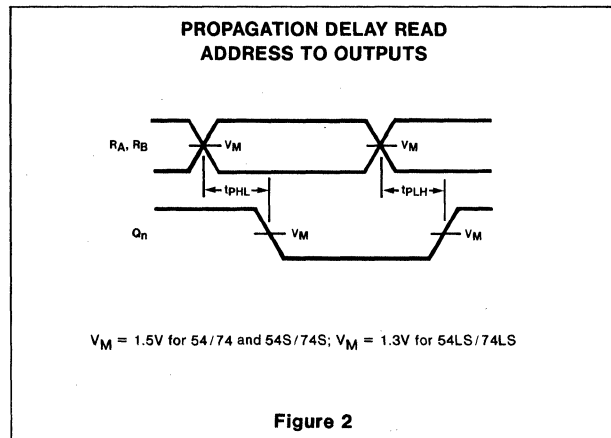 PROPAGATION DELAY READ
ADDRESS TO OUTPUTS
RA, RB
VM
VM
tPHL
tPLH
Qn
VM
VM
VM = 1.5V for 54/74 and 54S/74S; VM = 1.3V for 54LS/74LS
Figure 2